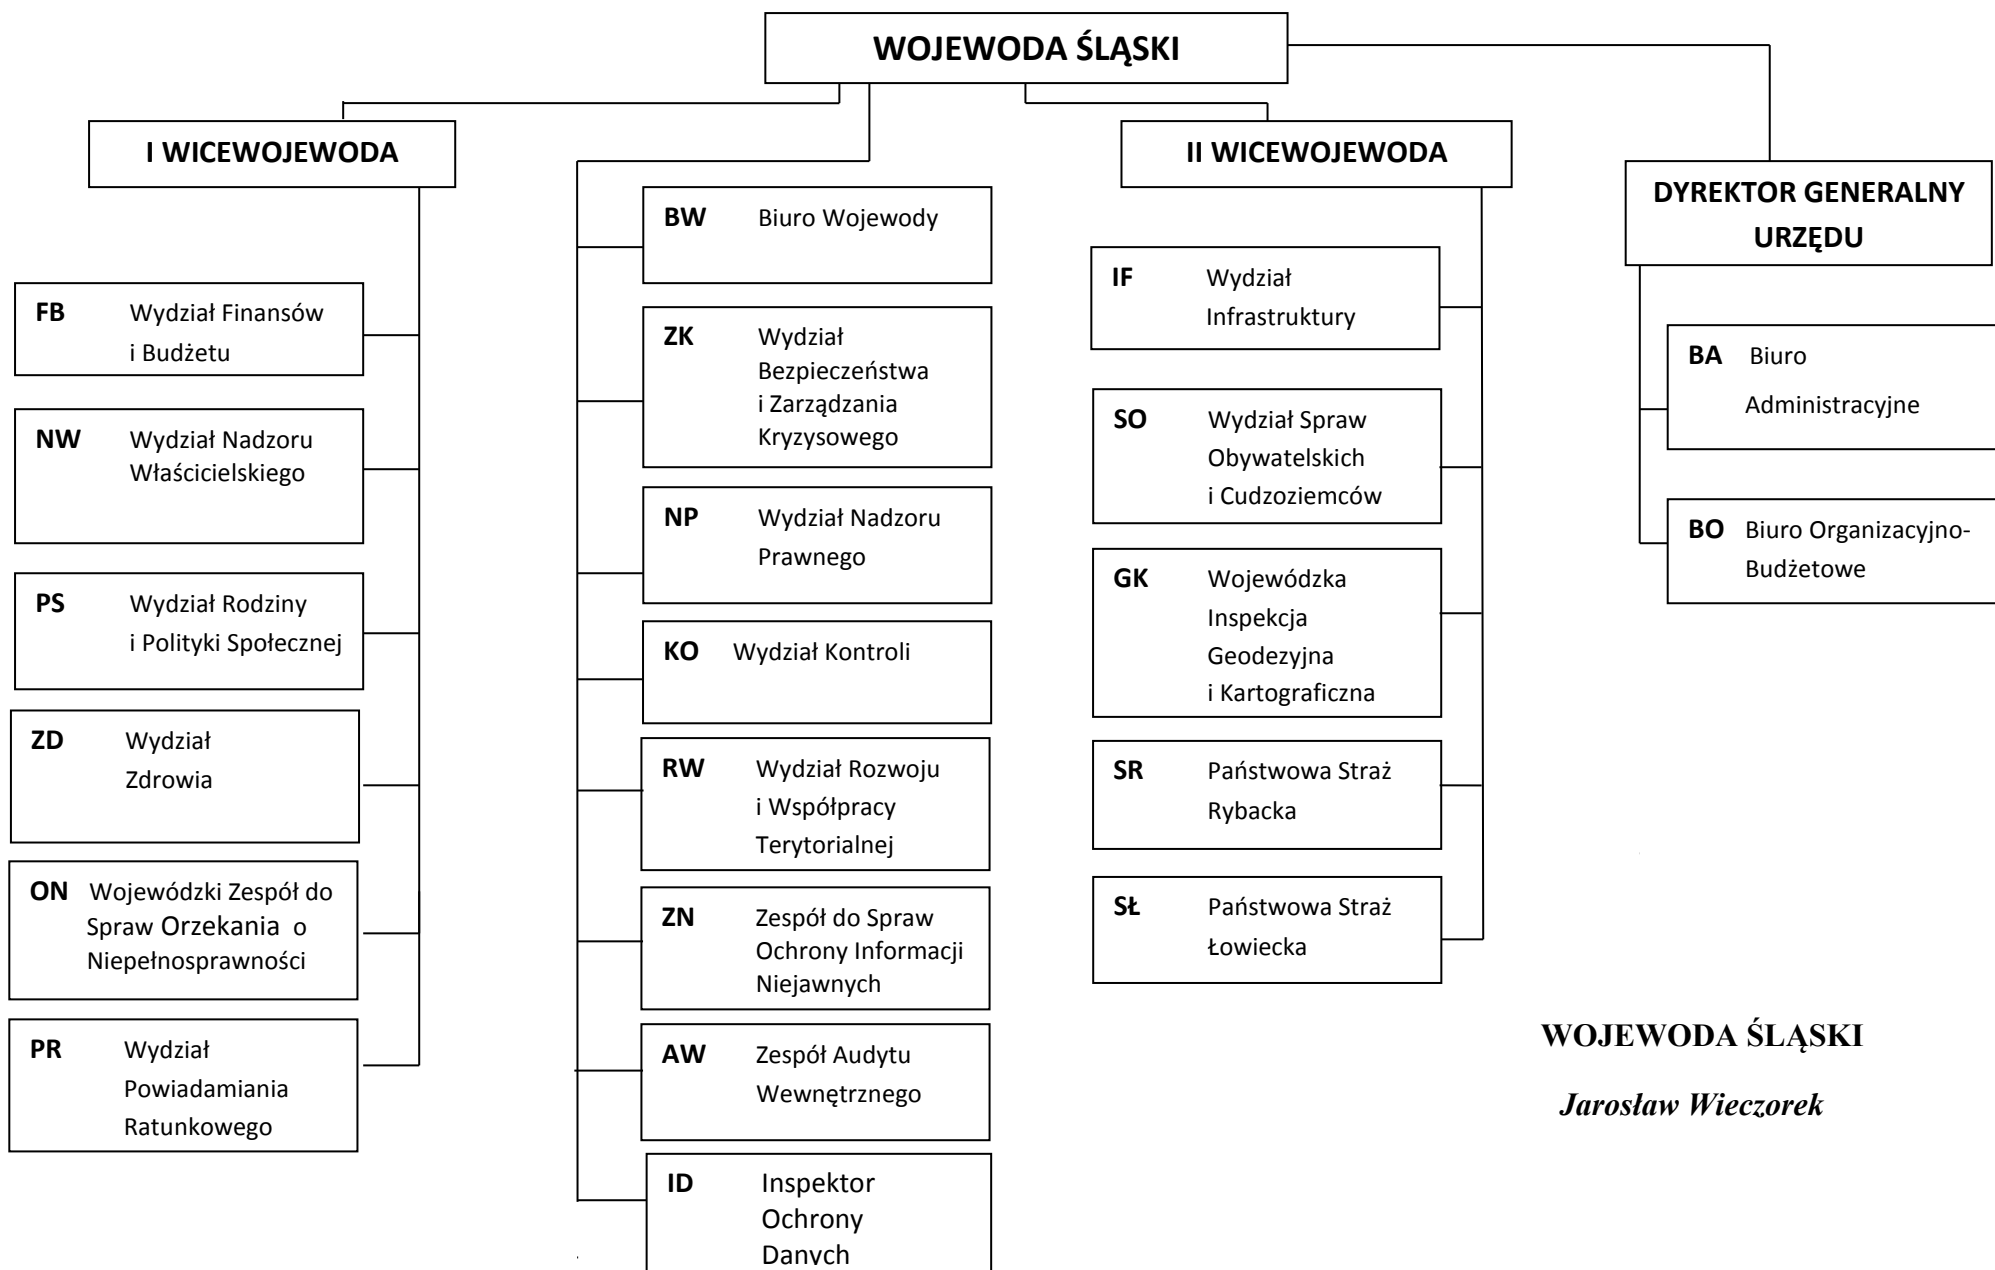 WOJEWODA ŚLĄSKI
I WICEWOJEWODA
FB Wydział Finansów
i Budżetu
NW Wydział Nadzoru
Właścicielskiego
PS Wydział Rodziny
i Polityki Społecznej
ZD Wydział
Zdrowia
ON Wojewódzki Zespół do
Spraw Orzekania o
Niepełnosprawności
PR Wydział
Powiadamiania
Ratunkowego
BW Biuro Wojewody
ZK Wydział
Bezpieczeństwa
i Zarządzania
Kryzysowego
NP Wydział Nadzoru
Prawnego
KO Wydział Kontroli
RW Wydział Rozwoju
i Współpracy
Terytorialnej
ZN Zespół do Spraw
Ochrony Informacji
Niejawnych
AW Zespół Audytu
Wewnętrznego
ID Inspektor
Ochrony
Danych
II WICEWOJEWODA
IF Wydział
Infrastruktury
SO Wydział Spraw
Obywatelskich
i Cudzoziemców
GK Wojewódzka
Inspekcja
Geodezyjna
i Kartograficzna
SR Państwowa Straż
Rybacka
SŁ Państwowa Straż
Łowiecka
DYREKTOR GENERALNY
URZĘDU
BA Biuro
Administracyjne
BO Biuro Organizacyjno-
Budżetowe
WOJEWODA ŚLĄSKI
Jarosław Wieczorek